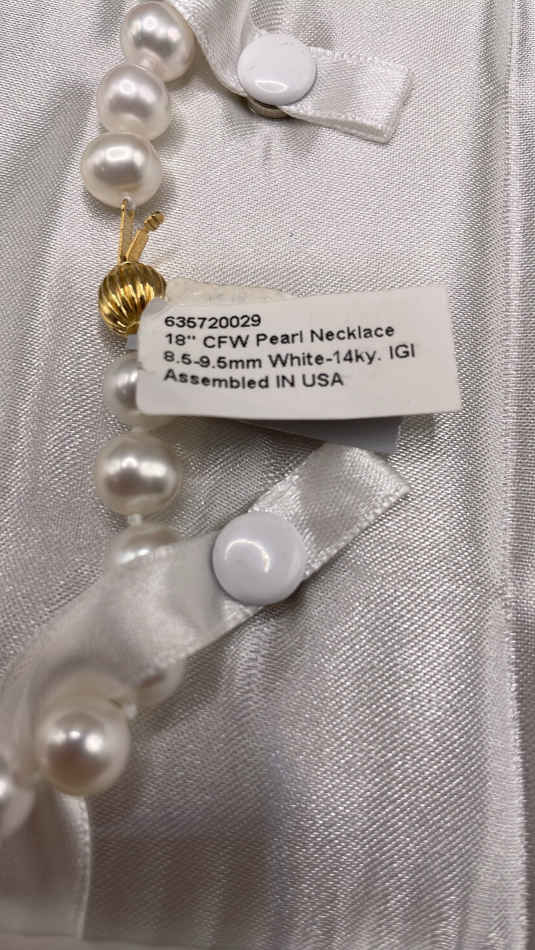 635720029
18" CFW Pearl Necklace
8.5-9.5mm White-14ky. IGI
Assembled IN USA